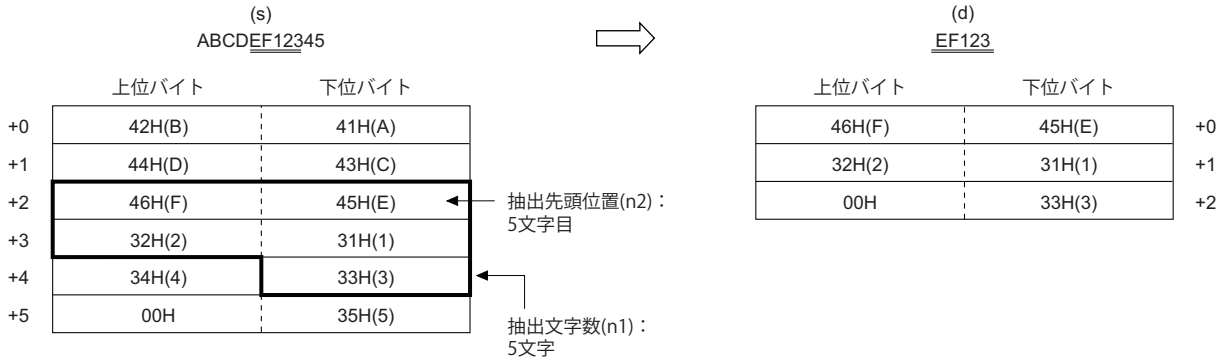 (s)
ABCDEF12345
上位バイト 下位バイト
+0 42H(B) 41H(A)
+1 44H(D) 43H(C)
+2 46H(F) 45H(E)
+3 32H(2) 31H(1)
+4 34H(4) 33H(3)
+5 00H 35H(5)
抽出先頭位置(n2)：
5文字目
抽出文字数(n1)：
5文字
(d)
EF123
上位バイト 下位バイト
46H(F) 45H(E) +0
32H(2) 31H(1) +1
00H 33H(3) +2